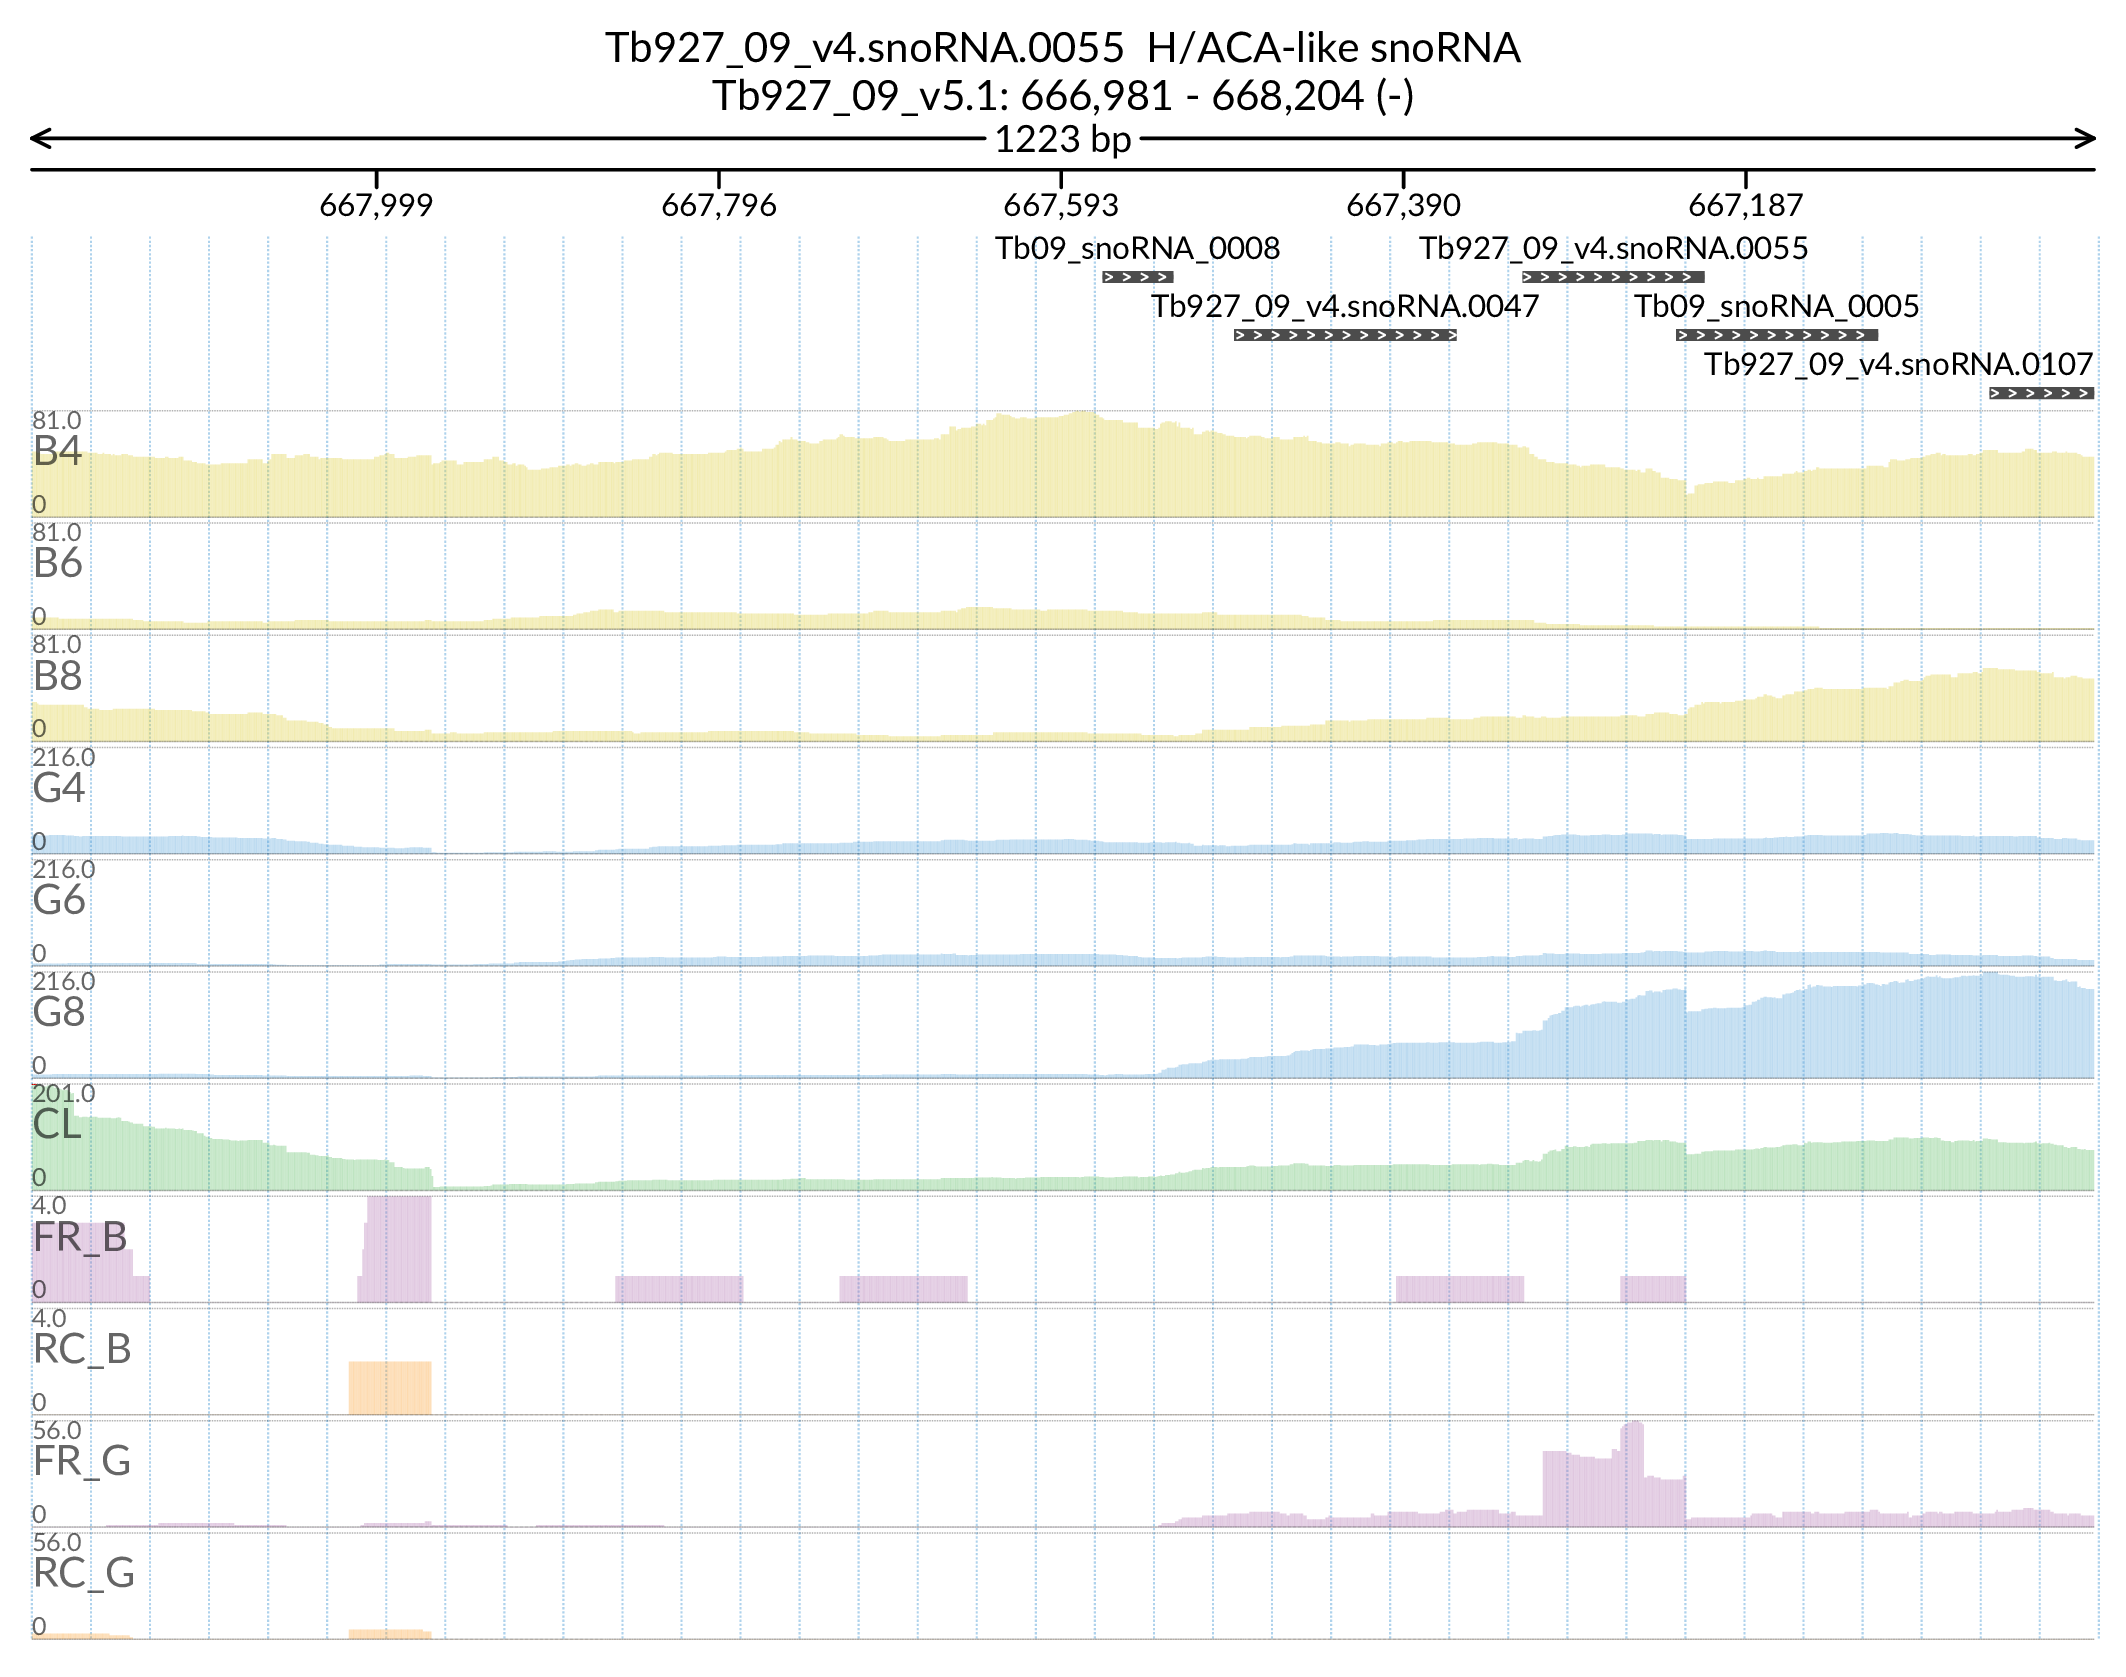 Tb927_09_v4.snoRNA.0055  H/ACA-like snoRNA
Tb927_09_v5.1: 666,981 - 668,204 (-)
1223 bp
667,999 667,796 667,593 667,390 667,187
Tb09_snoRNA_0008 Tb927_09_v4.snoRNA.0055
Tb927_09_v4.snoRNA.0047 Tb09_snoRNA_0005
Tb927_09_v4.snoRNA.0107
81.0
B4
0
81.0
B6
0
81.0
B8
0
216.0
G4
0
216.0
G6
0
216.0
G8
0
201.0
CL
0
4.0
FR_B
0
4.0
RC_B
0
56.0
FR_G
0
56.0
RC_G
0